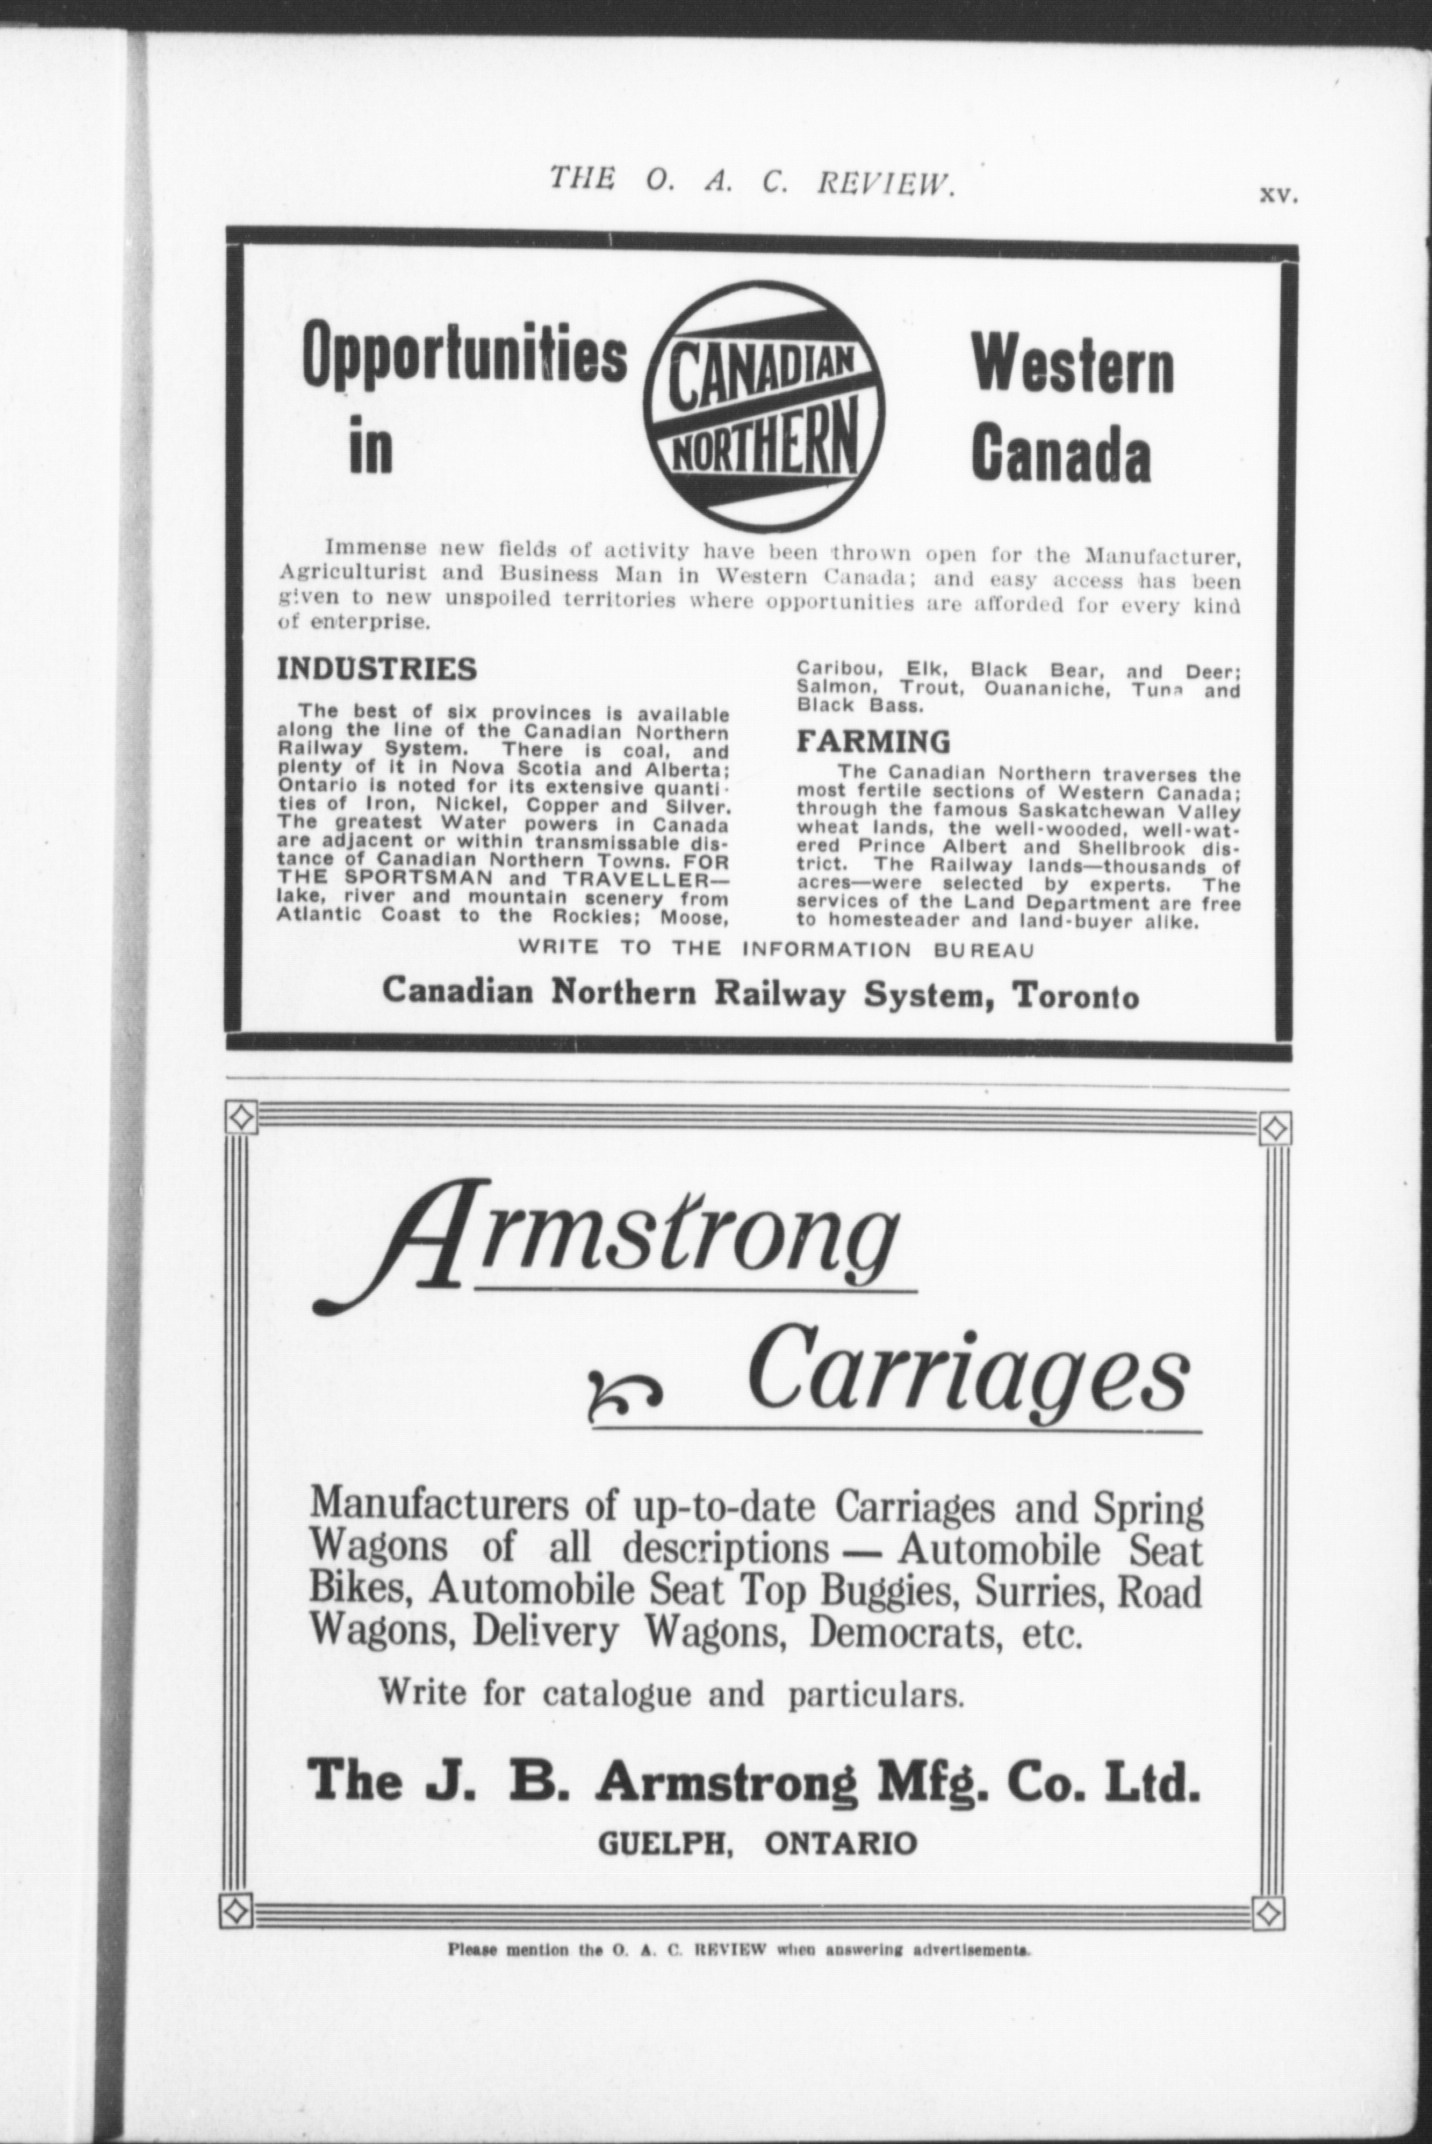 THE O. A. C. REVIEW.
xv.
Opportunities
in
CANADIAN
NORTHERN
Western
Canada
Immense new fields of activity have been thrown open for the Manufacturer,
Agriculturist and Business Man in Western Canada; and easy access has been
given to new unspoiled territories where opportunities are afforded for every kind
of enterprise.
INDUSTRIES
The best of six provinces is available
along the line of the Canadian Northern
Railway System. There is coal, and
plenty of it in Nova Scotia and Alberta;
Ontario is noted for its extensive quanti-
ties of Iron, Nickel, Copper and Silver.
The greatest Water powers in Canada
are adjacent or within transmissable dis-
tance of Canadian Northern Towns. FOR
THE SPORTSMAN and TRAVELLER—
lake, river and mountain scenery from
Atlantic Coast to the Rockies; Moose,
Caribou, Elk, Black Bear, and Deer;
Salmon, Trout, Ouananiche, Tuna and
Black Bass.
FARMING
The Canadian Northern traverses the
most fertile sections of Western Canada;
through the famous Saskatchewan Valley
wheat lands, the well-wooded, well-wat-
ered Prince Albert and Shellbrook dis-
trict. The Railway lands—thousands of
acres—were selected by experts. The
services of the Land Department are free
to homesteader and land-buyer alike.
WRITE TO THE INFORMATION BUREAU
Canadian Northern Railway System, Toronto
Armstrong
Carriages
Manufacturers of up-to-date Carriages and Spring
Wagons of all descriptions — Automobile Seat
Bikes, Automobile Seat Top Buggies, Surries, Road
Wagons, Delivery Wagons, Democrats, etc.
Write for catalogue and particulars.
The J. B. Armstrong Mfg. Co. Ltd.
GUELPH, ONTARIO
Please mention the O. A. C. REVIEW when answering advertisements.